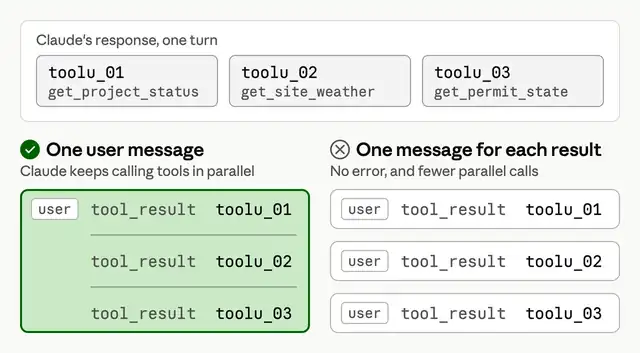 Claude's response, one turn
toolu_01
get_project_status
toolu_02
get_site_weather
toolu_03
get_permit_state
One user message
Claude keeps calling tools in parallel
user tool_result toolu_01
tool_result toolu_02
tool_result toolu_03
One message for each result
No error, and fewer parallel calls
user tool_result toolu_01
user tool_result toolu_02
user tool_result toolu_03